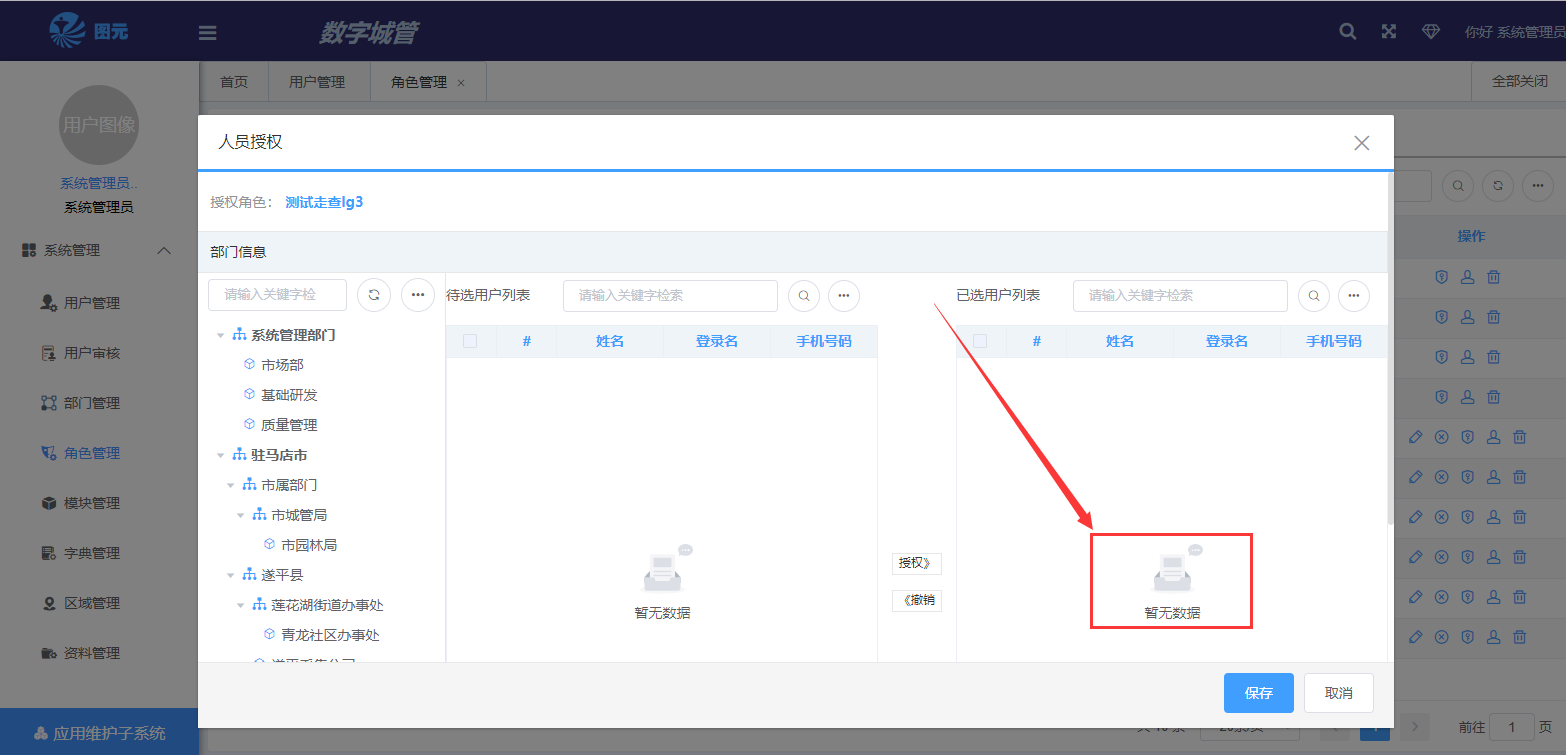 图元
数字城管
你好 系统管理员
首页
用户管理
角色管理 ×
全部关闭
用户图像
系统管理员..
系统管理员
系统管理
用户管理
用户审核
部门管理
角色管理
模块管理
字典管理
区域管理
资料管理
应用维护子系统
人员授权
授权角色： 测试走查lg3
部门信息
请输入关键字检
系统管理部门
市场部
基础研发
质量管理
驻马店市
市属部门
市城管局
市园林局
遂平县
莲花湖街道办事处
青龙社区办事处
待选用户列表
请输入关键字检索
# 姓名 登录名 手机号码
暂无数据
授权》
《撤销
已选用户列表
请输入关键字检索
# 姓名 登录名 手机号码
暂无数据
操作
保存
取消
前往 1 页